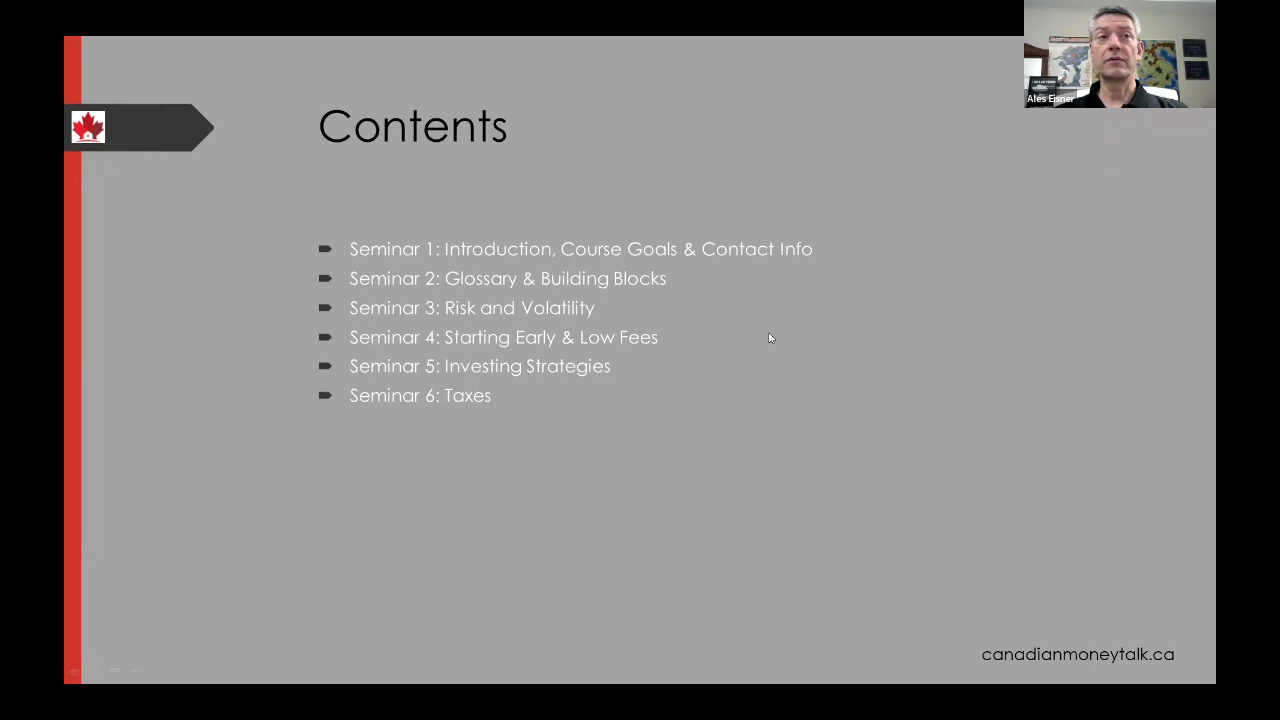 Ales Eisner
Contents
Seminar 1: Introduction, Course Goals & Contact Info
Seminar 2: Glossary & Building Blocks
Seminar 3: Risk and Volatility
Seminar 4: Starting Early & Low Fees
Seminar 5: Investing Strategies
Seminar 6: Taxes
canadianmoneytalk.ca